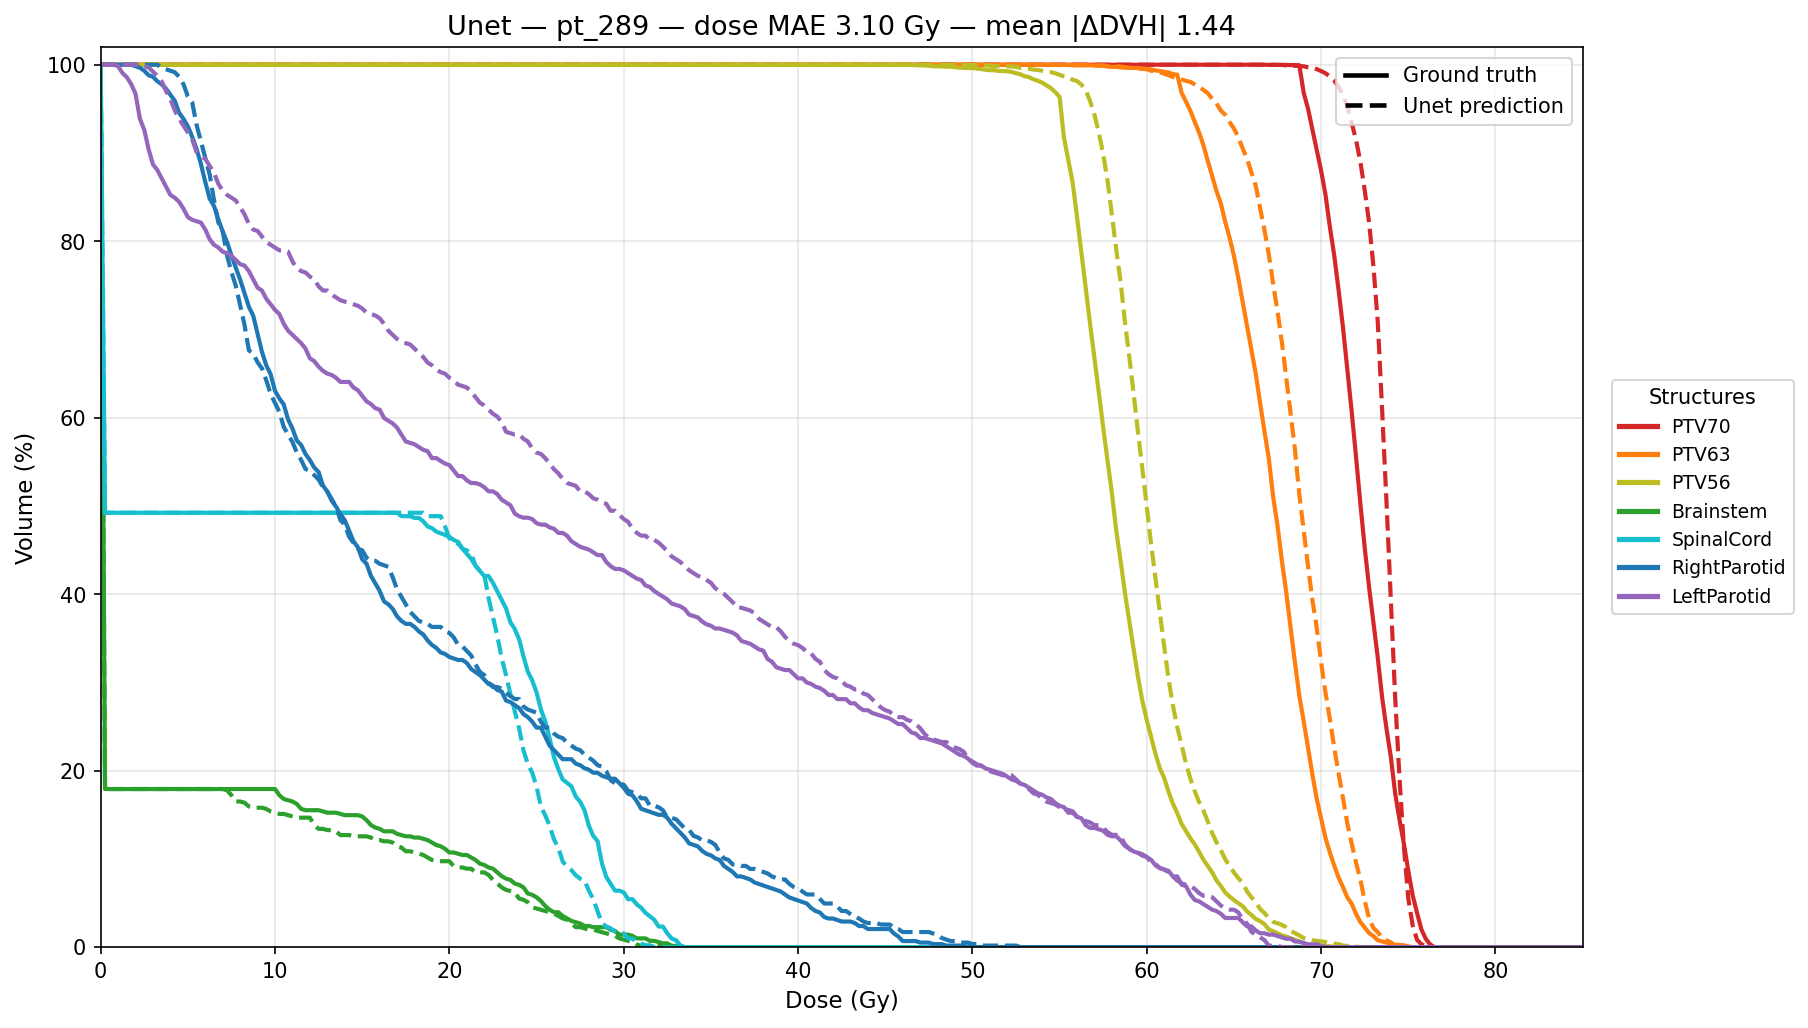 Unet — pt_289 — dose MAE 3.10 Gy — mean |ΔDVH| 1.44
Ground truth
Unet prediction
Volume (%)
100
80
60
40
20
0
0 10 20 30 40 50 60 70 80
Dose (Gy)
Structures
PTV70
PTV63
PTV56
Brainstem
SpinalCord
RightParotid
LeftParotid